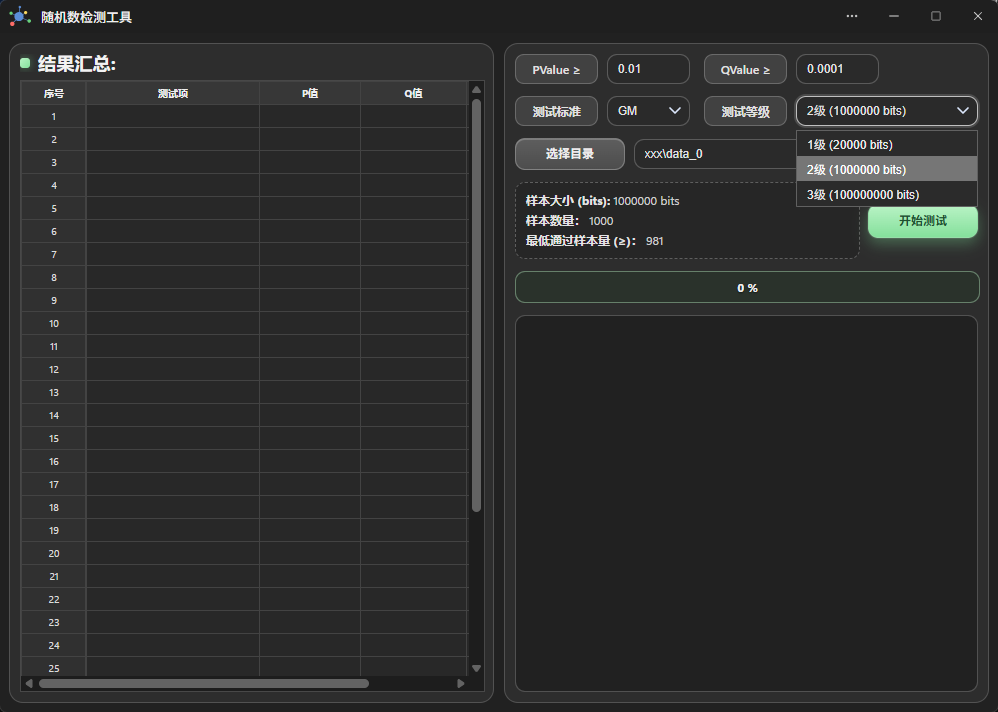 随机数检测工具
结果汇总:
序号 测试项 P值 Q值
1
2
3
4
5
6
7
8
9
10
11
12
13
14
15
16
17
18
19
20
21
22
23
24
25
PValue ≥ 0.01 QValue ≥ 0.0001
测试标准 GM 测试等级 2级 (1000000 bits)
1级 (20000 bits)
2级 (1000000 bits)
3级 (100000000 bits)
选择目录 xxx\data_0
样本大小 (bits): 1000000 bits
样本数量： 1000
最低通过样本量 (≥)： 981
开始测试
0 %